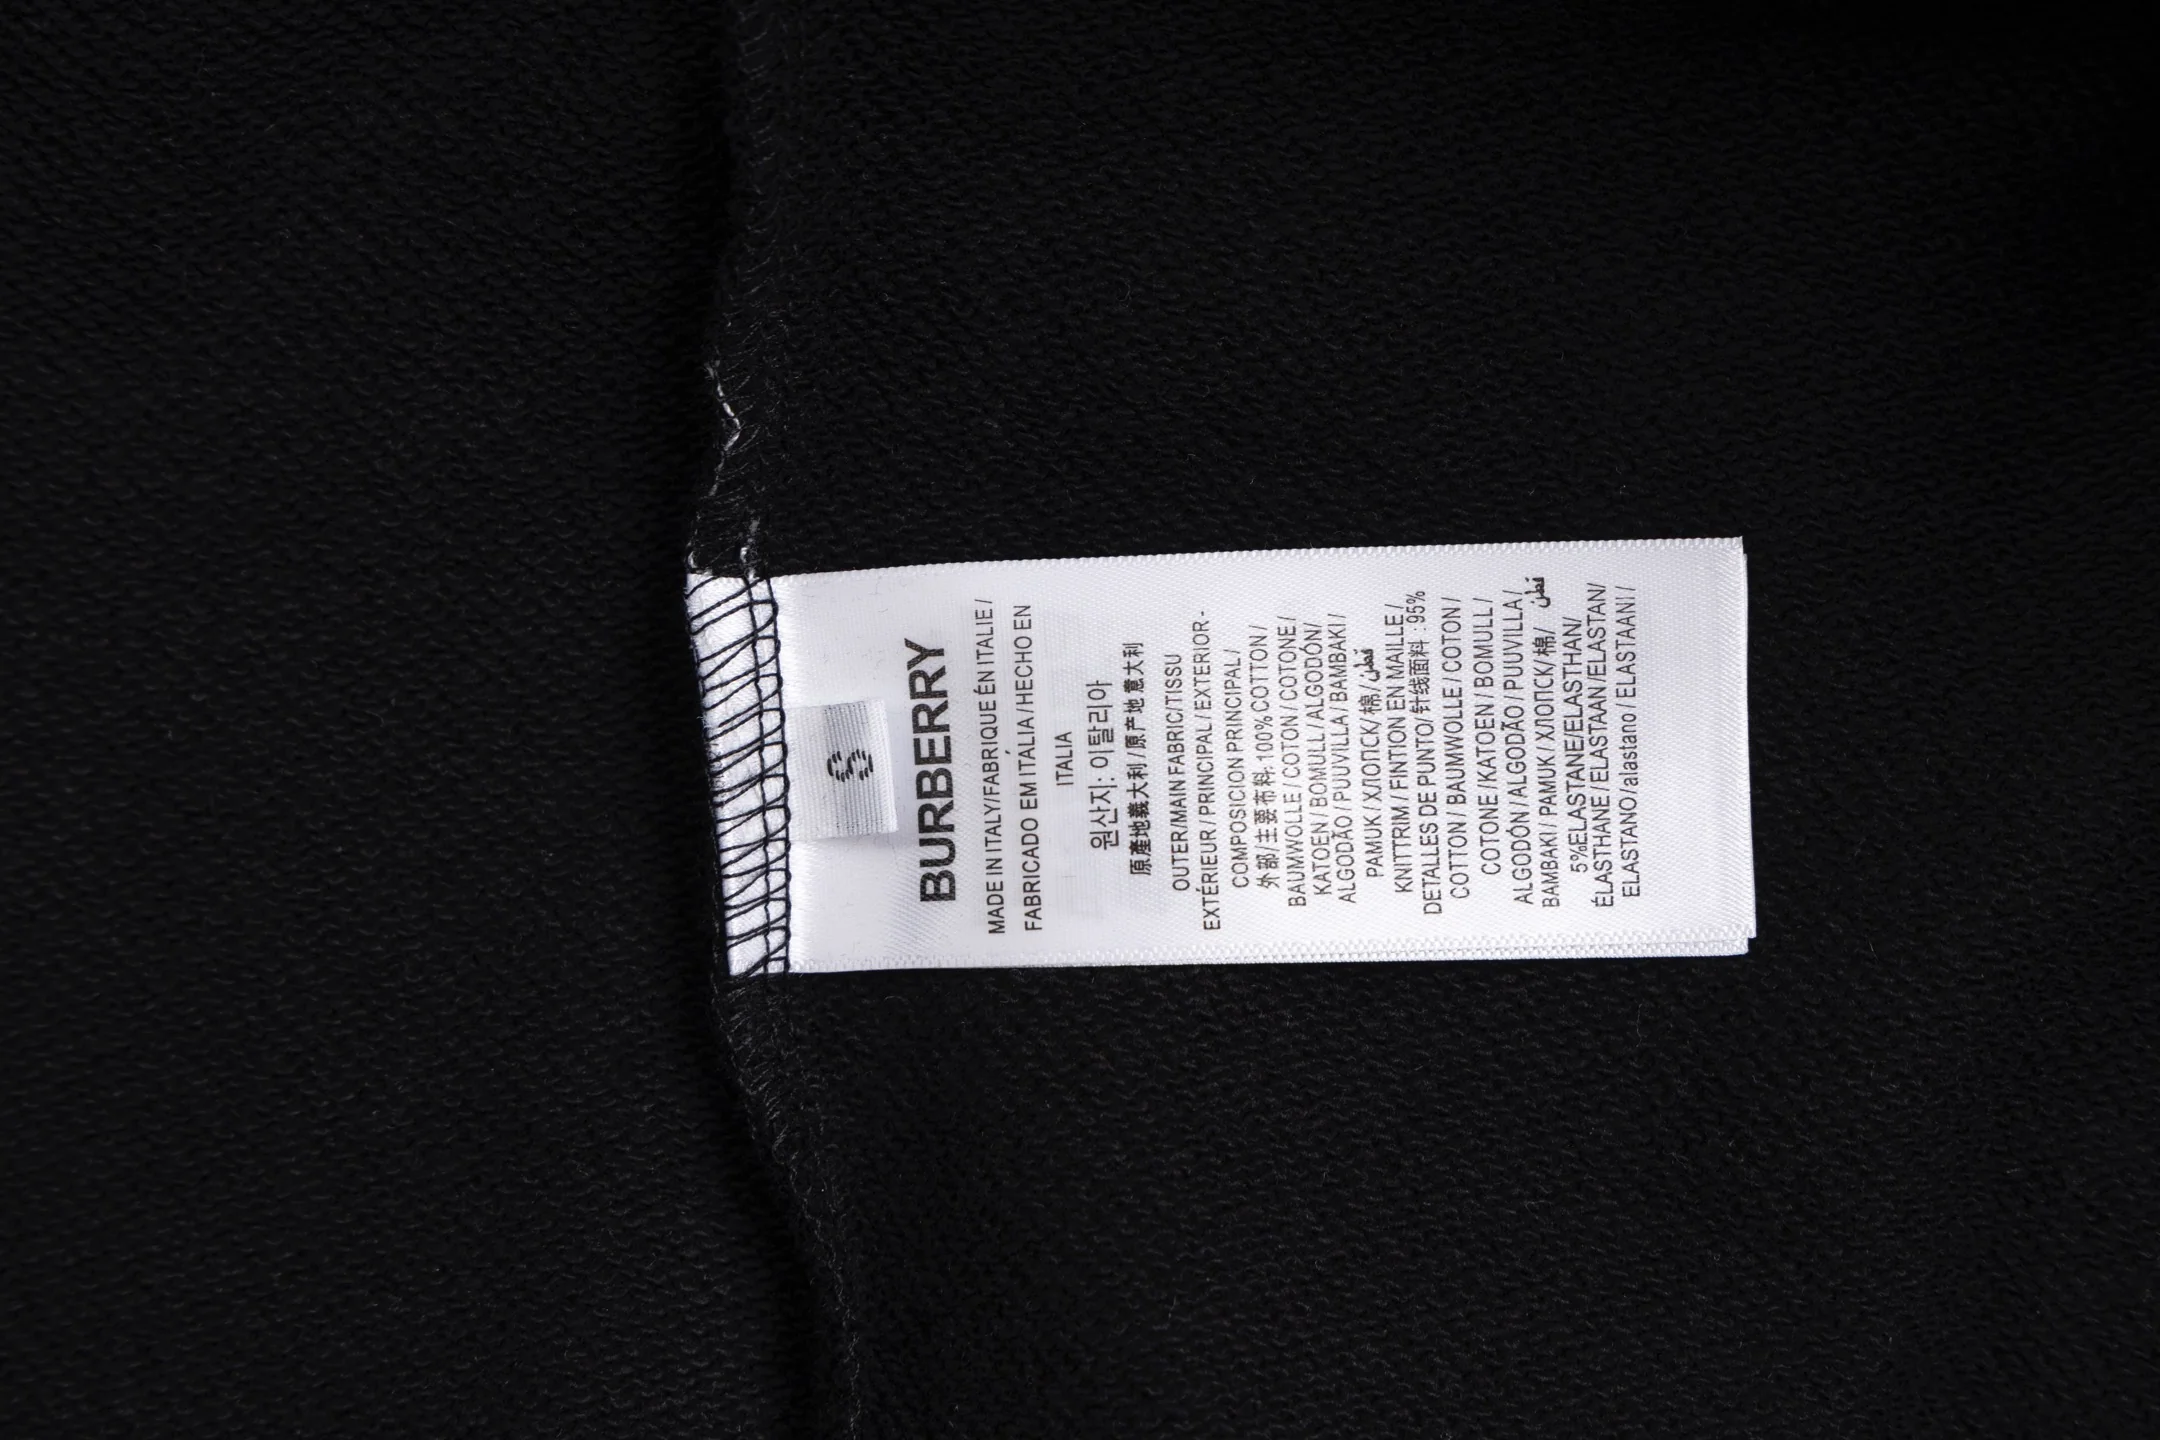 S
BURBERRY
MADE IN ITALY/FABRIQUE ÉN ITALIE /
FABRICADO EM ITÁLIA /HECHO EN
ITALIA
원산지: 이탈리아
原產地義大利 / 原产地 意大利
OUTER/MAIN FABRIC/TISSU
EXTÉRIEUR / PRINCIPAL / EXTERIOR -
COMPOSICION PRINCIPAL /
外部/主要布料:100% COTTON /
BAUMWOLLE / COTON / COTONE /
KATOEN / BOMULL / ALGODÓN/
ALGODÃO / PUUVILLA / BAMBAKI /
PAMUK / ХЛОПСК/ 棉/ قطن
KNITTRIM / FINTION EN MAILLE /
DETALLES DE PUNTO/ 针线面料 : 95%
COTTON / BAUMWOLLE / COTON /
COTONE / KATOEN / BOMULL /
ALGODÓN / ALGODÃO / PUUVILLA /
BAMBAKI / PAMUK / ХЛОПСК/ 棉/ قطن
5%ELASTANE/ELASTHAN/
ÉLASTHANE / ELASTAAN/ELASTAN/
ELASTANO / alastano / ELASTAANI /